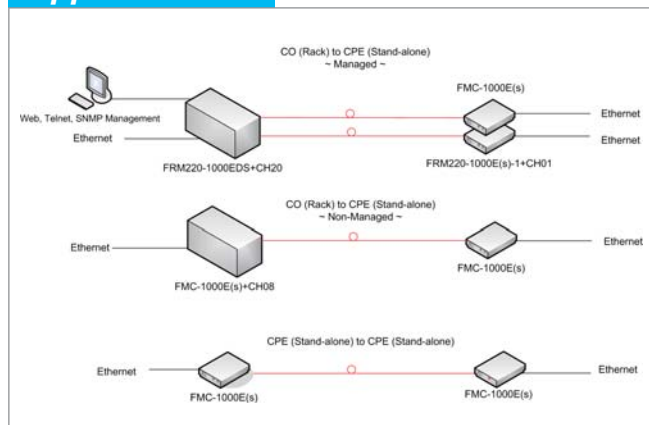 CO (Rack) to CPE (Stand-alone)
~ Managed ~
FMC-1000E(s)
Ethernet
Web, Telnet, SNMP Management
Ethernet
Ethernet
FRM220-1000EDS+CH20
FRM220-1000E(s)-1+CH01
CO (Rack) to CPE (Stand-alone)
~ Non-Managed ~
Ethernet
Ethernet
FMC-1000E(s)
FMC-1000E(s)+CH08
CPE (Stand-alone) to CPE (Stand-alone)
Ethernet
Ethernet
FMC-1000E(s)
FMC-1000E(s)